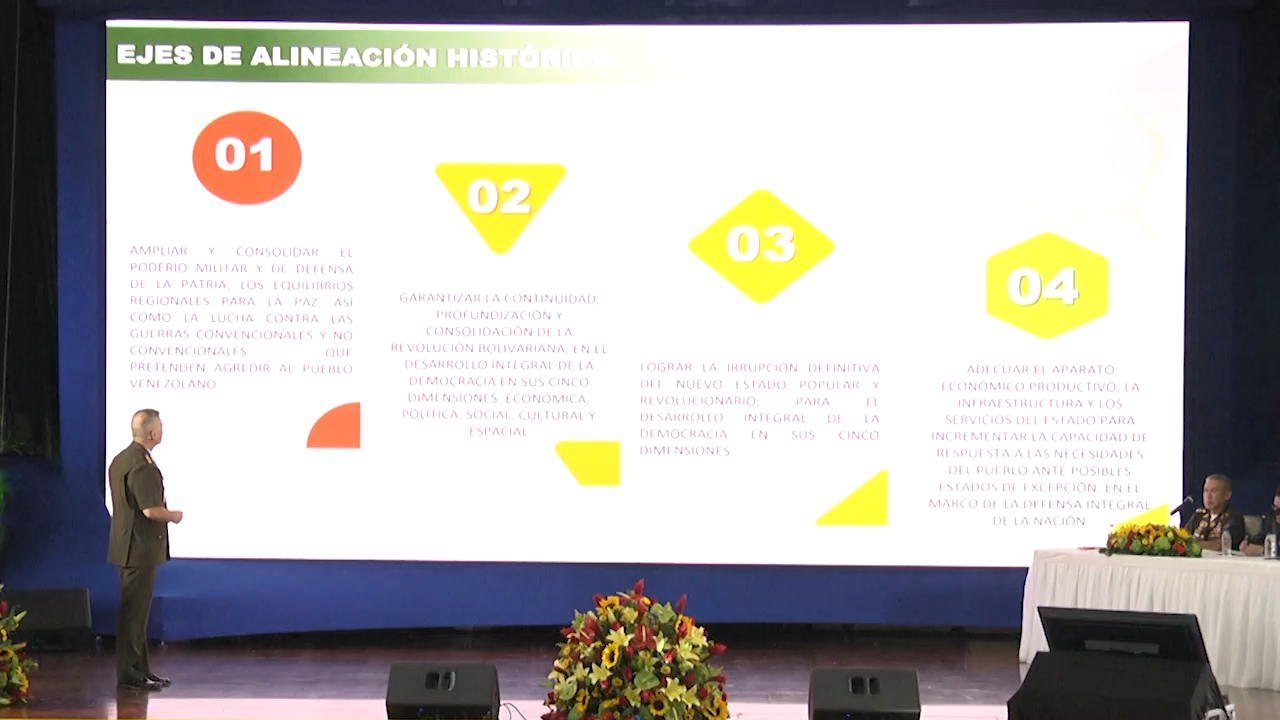 EJES DE ALINEACIÓN HISTÓRICA
01
AMPLIAR Y CONSOLIDAR EL
PODERÍO MILITAR Y DE DEFENSA
DE LA PATRIA, LOS EQUILIBRIOS
REGIONALES PARA LA PAZ, ASÍ
COMO LA LUCHA CONTRA LAS
GUERRAS CONVENCIONALES Y NO
CONVENCIONALES QUE
PRETENDEN AGREDIR AL PUEBLO
VENEZOLANO
02
GARANTIZAR LA CONTINUIDAD,
PROFUNDIZACIÓN Y
CONSOLIDACIÓN DE LA
REVOLUCIÓN BOLIVARIANA, EN EL
DESARROLLO INTEGRAL DE LA
DEMOCRACIA EN SUS CINCO
DIMENSIONES: ECONÓMICA,
POLÍTICA, SOCIAL, CULTURAL Y
ESPACIAL
03
LOGRAR LA IRRUPCIÓN DEFINITIVA
DEL NUEVO ESTADO POPULAR Y
REVOLUCIONARIO, PARA EL
DESARROLLO INTEGRAL DE LA
DEMOCRACIA EN SUS CINCO
DIMENSIONES
04
ADECUAR EL APARATO
ECONÓMICO PRODUCTIVO, LA
INFRAESTRUCTURA Y LOS
SERVICIOS DEL ESTADO PARA
INCREMENTAR LA CAPACIDAD DE
RESPUESTA A LAS NECESIDADES
DEL PUEBLO ANTE POSIBLES
ESTADOS DE EXCEPCIÓN, EN EL
MARCO DE LA DEFENSA INTEGRAL
DE LA NACIÓN